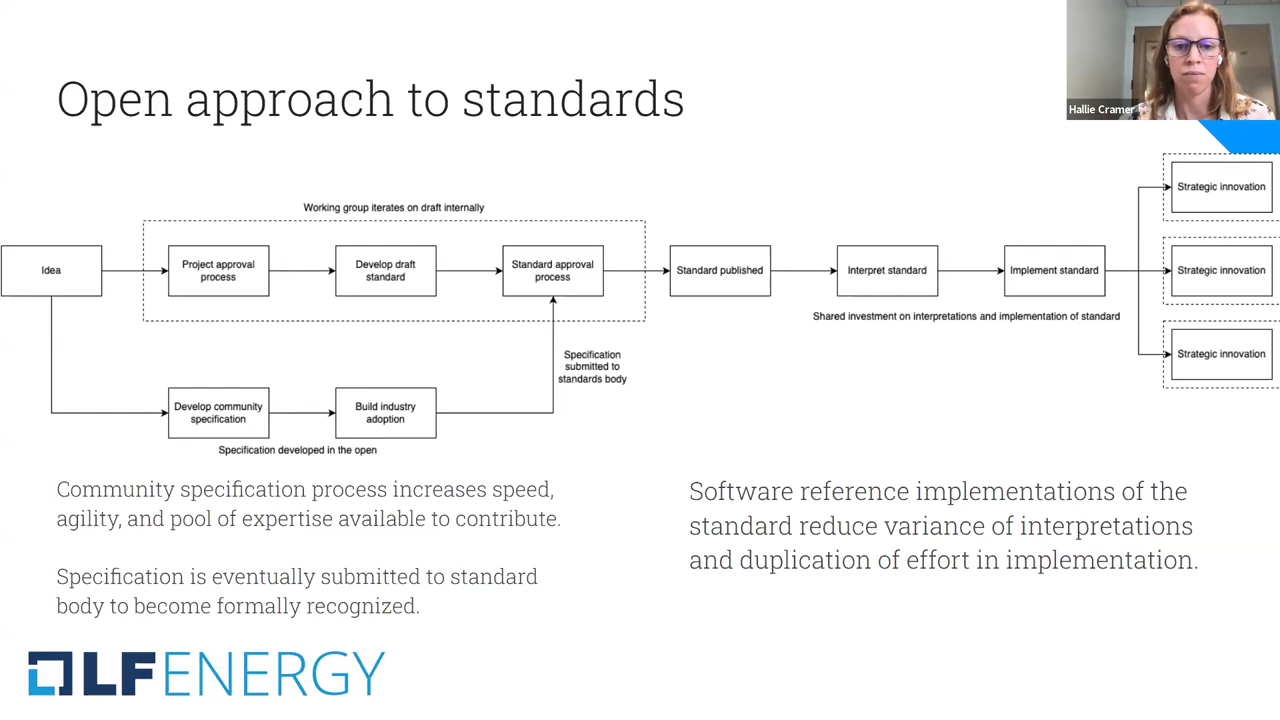 Open approach to standards
Hallie Cramer
Working group iterates on draft internally
Idea
Project approval
process
Develop draft
standard
Standard approval
process
Standard published
Interpret standard
Implement standard
Strategic innovation
Strategic innovation
Strategic innovation
Shared investment on interpretations and implementation of standard
Specification
submitted to
standards body
Develop community
specification
Build industry
adoption
Specification developed in the open
Community specification process increases speed,
agility, and pool of expertise available to contribute.
Specification is eventually submitted to standard
body to become formally recognized.
Software reference implementations of the
standard reduce variance of interpretations
and duplication of effort in implementation.
LFENERGY